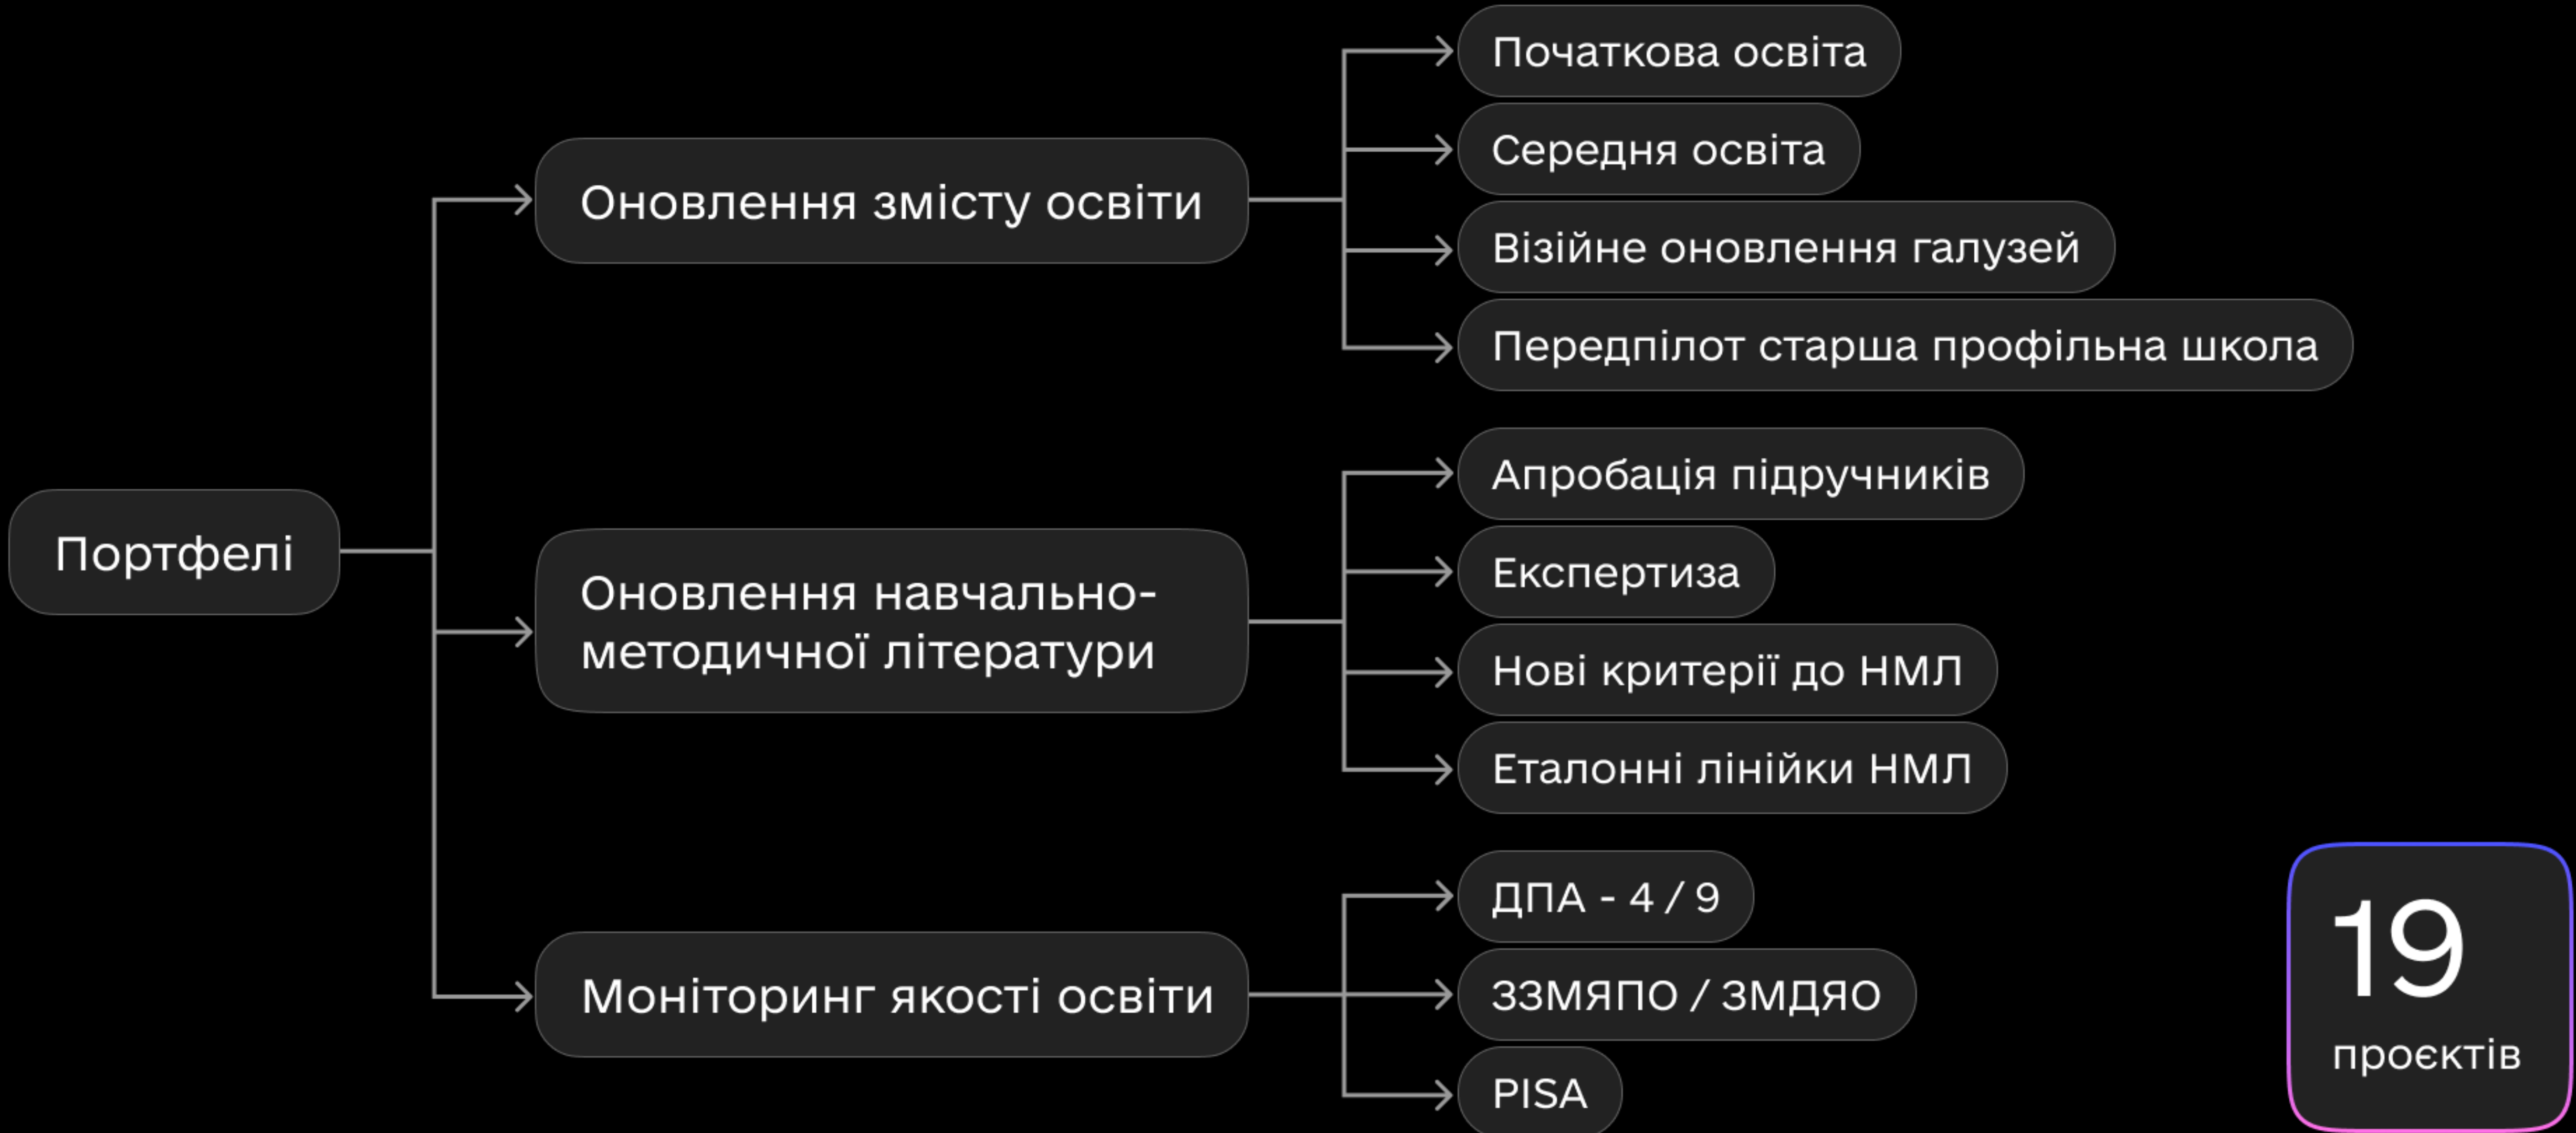 Портфелі
Оновлення змісту освіти
Початкова освіта
Середня освіта
Візійне оновлення галузей
Передпілот старша профільна школа
Оновлення навчально-
методичної літератури
Апробація підручників
Експертиза
Нові критерії до НМЛ
Еталонні лінійки НМЛ
Моніторинг якості освіти
ДПА - 4 / 9
ЗЗМЯПО / ЗМДЯО
PISA
19
проєктів